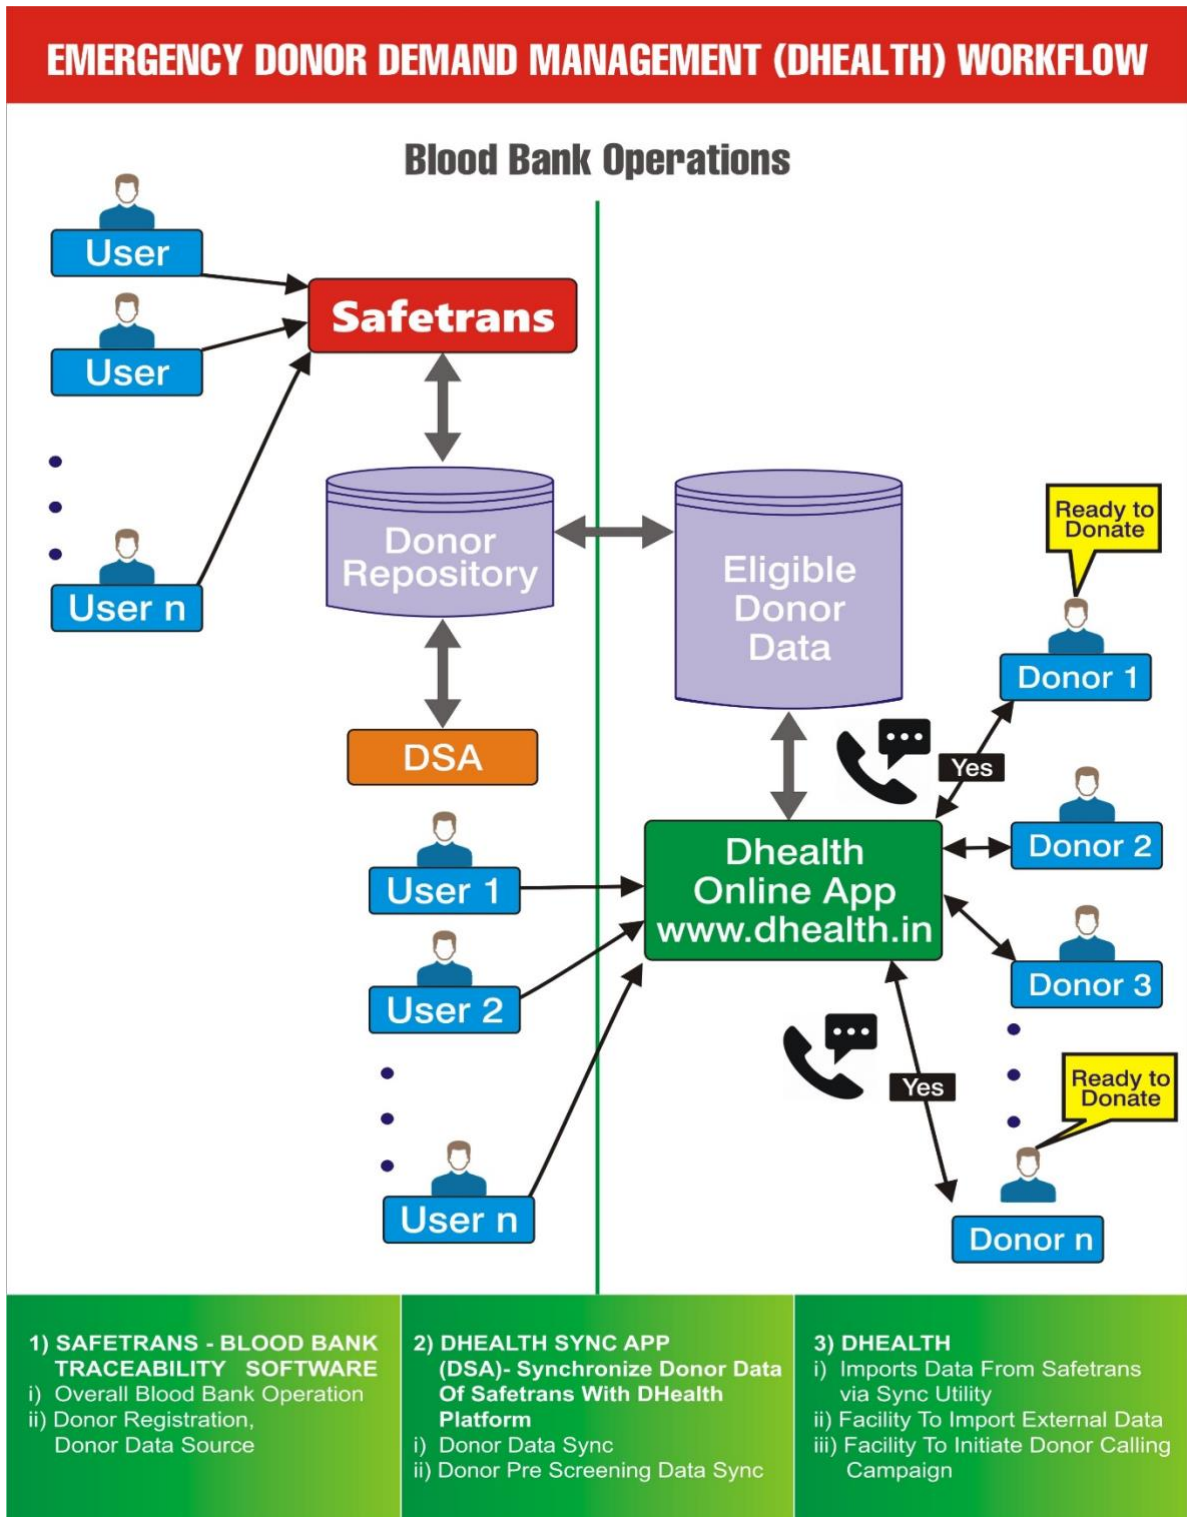 EMERGENCY DONOR DEMAND MANAGEMENT (DHEALTH) WORKFLOW
Blood Bank Operations
User
Safetrans
User
User n
Donor
Repository
Eligible
Donor
Data
Ready to
Donate
Donor 1
DSA
Yes
Donor 2
User 1
Dhealth
Online App
www.dhealth.in
Donor 3
User 2
Yes
Ready to
Donate
User n
Donor n
1) SAFETRANS - BLOOD BANK
TRACEABILITY SOFTWARE
i) Overall Blood Bank Operation
ii) Donor Registration,
Donor Data Source
2) DHEALTH SYNC APP
(DSA)- Synchronize Donor Data
Of Safetrans With DHealth
Platform
i) Donor Data Sync
ii) Donor Pre Screening Data Sync
3) DHEALTH
i) Imports Data From Safetrans
via Sync Utility
ii) Facility To Import External Data
iii) Facility To Initiate Donor Calling
Campaign